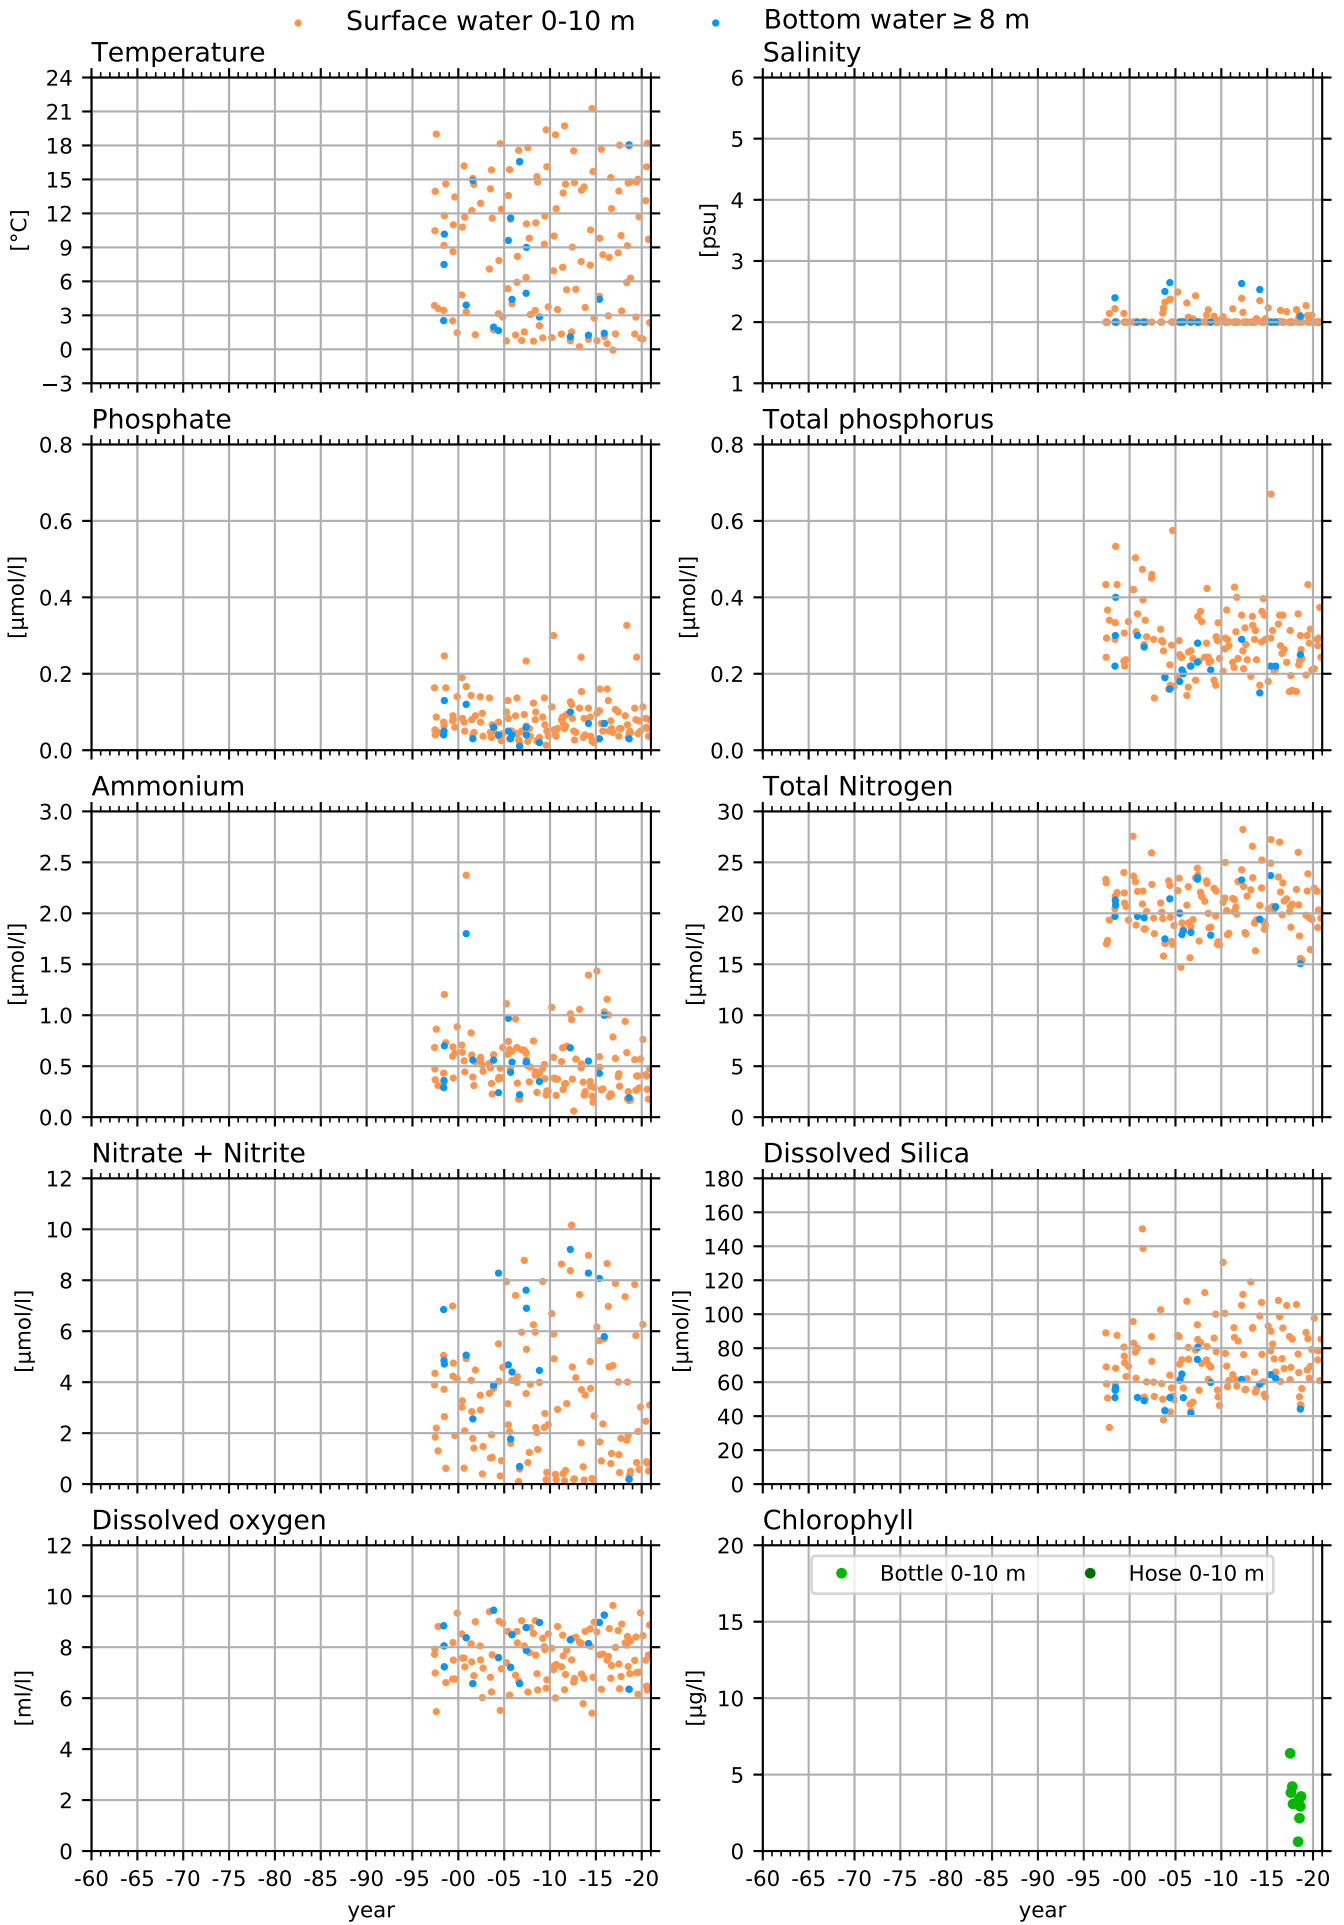 Surface water 0-10 m
Bottom water ≥ 8 m
Temperature
Salinity
24
21
18
15
12
9
6
3
0
−3
[°C]
6
5
4
3
2
1
[psu]
Phosphate
Total phosphorus
0.8
0.6
0.4
0.2
0.0
[µmol/l]
0.8
0.6
0.4
0.2
0.0
[µmol/l]
Ammonium
Total Nitrogen
3.0
2.5
2.0
1.5
1.0
0.5
0.0
[µmol/l]
30
25
20
15
10
5
0
[µmol/l]
Nitrate + Nitrite
Dissolved Silica
12
10
8
6
4
2
0
[µmol/l]
180
160
140
120
100
80
60
40
20
0
[µmol/l]
Dissolved oxygen
Chlorophyll
12
10
8
6
4
2
0
[ml/l]
20
15
10
5
0
[µg/l]
Bottle 0-10 m
Hose 0-10 m
-60 -65 -70 -75 -80 -85 -90 -95 -00 -05 -10 -15 -20
year
-60 -65 -70 -75 -80 -85 -90 -95 -00 -05 -10 -15 -20
year